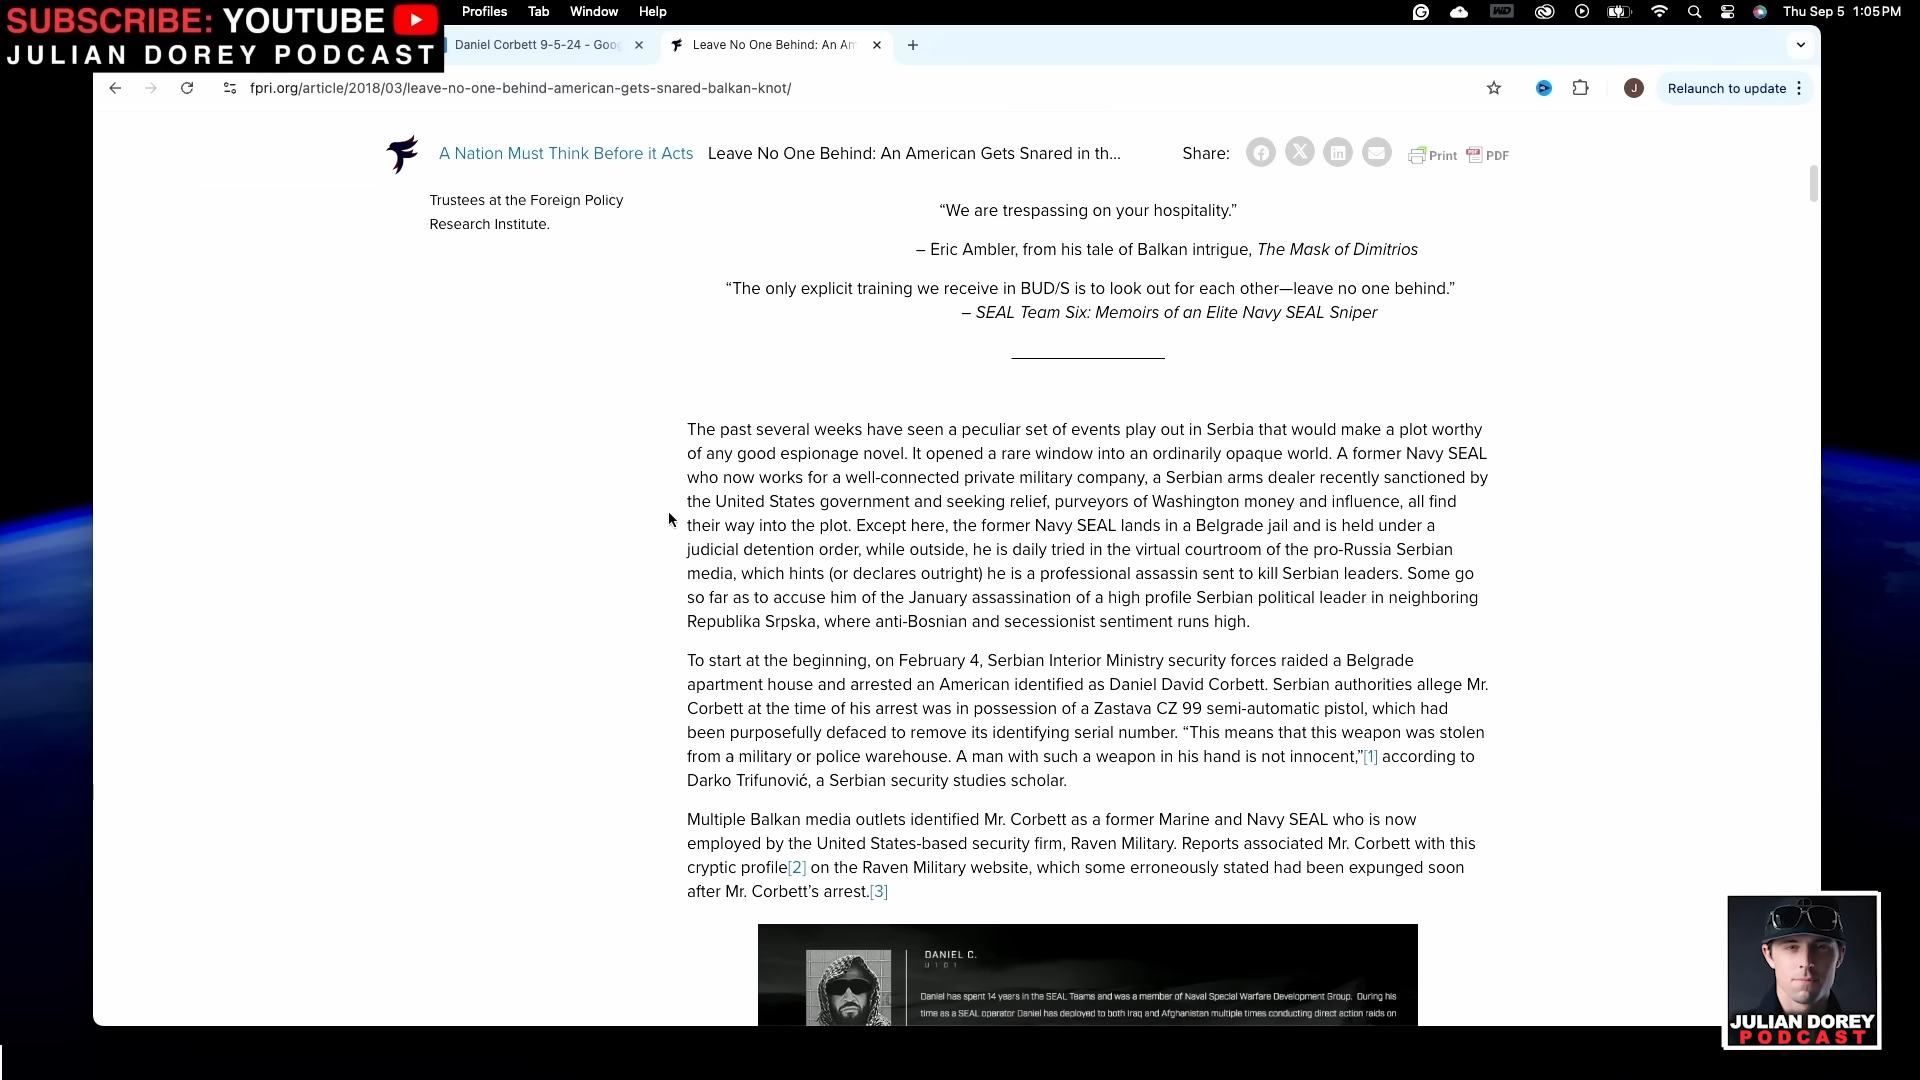 SUBSCRIBE: YOUTUBE
JULIAN DOREY PODCAST
Profiles Tab Window Help
WD
Thu Sep 5 1:05 PM
Daniel Corbett 9-5-24 - Goo
Leave No One Behind: An Am
fpri.org/article/2018/03/leave-no-one-behind-american-gets-snared-balkan-knot/
J
Relaunch to update
A Nation Must Think Before it Acts
Leave No One Behind: An American Gets Snared in th...
Share:
Print
PDF
Trustees at the Foreign Policy
Research Institute.
“We are trespassing on your hospitality.”
– Eric Ambler, from his tale of Balkan intrigue, The Mask of Dimitrios
“The only explicit training we receive in BUD/S is to look out for each other—leave no one behind.”
– SEAL Team Six: Memoirs of an Elite Navy SEAL Sniper
The past several weeks have seen a peculiar set of events play out in Serbia that would make a plot worthy
of any good espionage novel. It opened a rare window into an ordinarily opaque world. A former Navy SEAL
who now works for a well-connected private military company, a Serbian arms dealer recently sanctioned by
the United States government and seeking relief, purveyors of Washington money and influence, all find
their way into the plot. Except here, the former Navy SEAL lands in a Belgrade jail and is held under a
judicial detention order, while outside, he is daily tried in the virtual courtroom of the pro-Russia Serbian
media, which hints (or declares outright) he is a professional assassin sent to kill Serbian leaders. Some go
so far as to accuse him of the January assassination of a high profile Serbian political leader in neighboring
Republika Srpska, where anti-Bosnian and secessionist sentiment runs high.
To start at the beginning, on February 4, Serbian Interior Ministry security forces raided a Belgrade
apartment house and arrested an American identified as Daniel David Corbett. Serbian authorities allege Mr.
Corbett at the time of his arrest was in possession of a Zastava CZ 99 semi-automatic pistol, which had
been purposefully defaced to remove its identifying serial number. “This means that this weapon was stolen
from a military or police warehouse. A man with such a weapon in his hand is not innocent,”[1] according to
Darko Trifunović, a Serbian security studies scholar.
Multiple Balkan media outlets identified Mr. Corbett as a former Marine and Navy SEAL who is now
employed by the United States-based security firm, Raven Military. Reports associated Mr. Corbett with this
cryptic profile[2] on the Raven Military website, which some erroneously stated had been expunged soon
after Mr. Corbett’s arrest.[3]
DANIEL C.
Daniel has spent 14 years in the SEAL Teams and was a member of Naval Special Warfare Development Group. During his
time as a SEAL operator Daniel has deployed to both Iraq and Afghanistan multiple times conducting direct action raids on
JULIAN DOREY
PODCAST